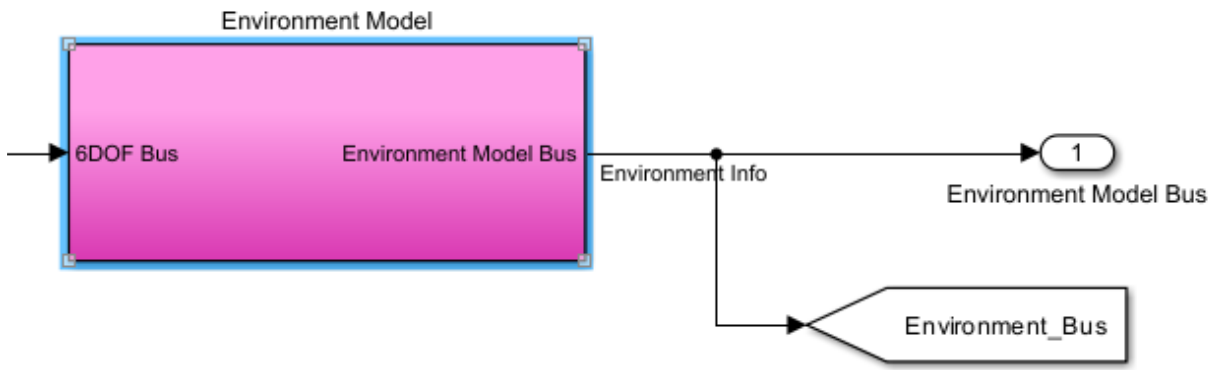 Environment Model
6DOF Bus
Environment Model Bus
Environment Info
1
Environment Model Bus
Environment_Bus